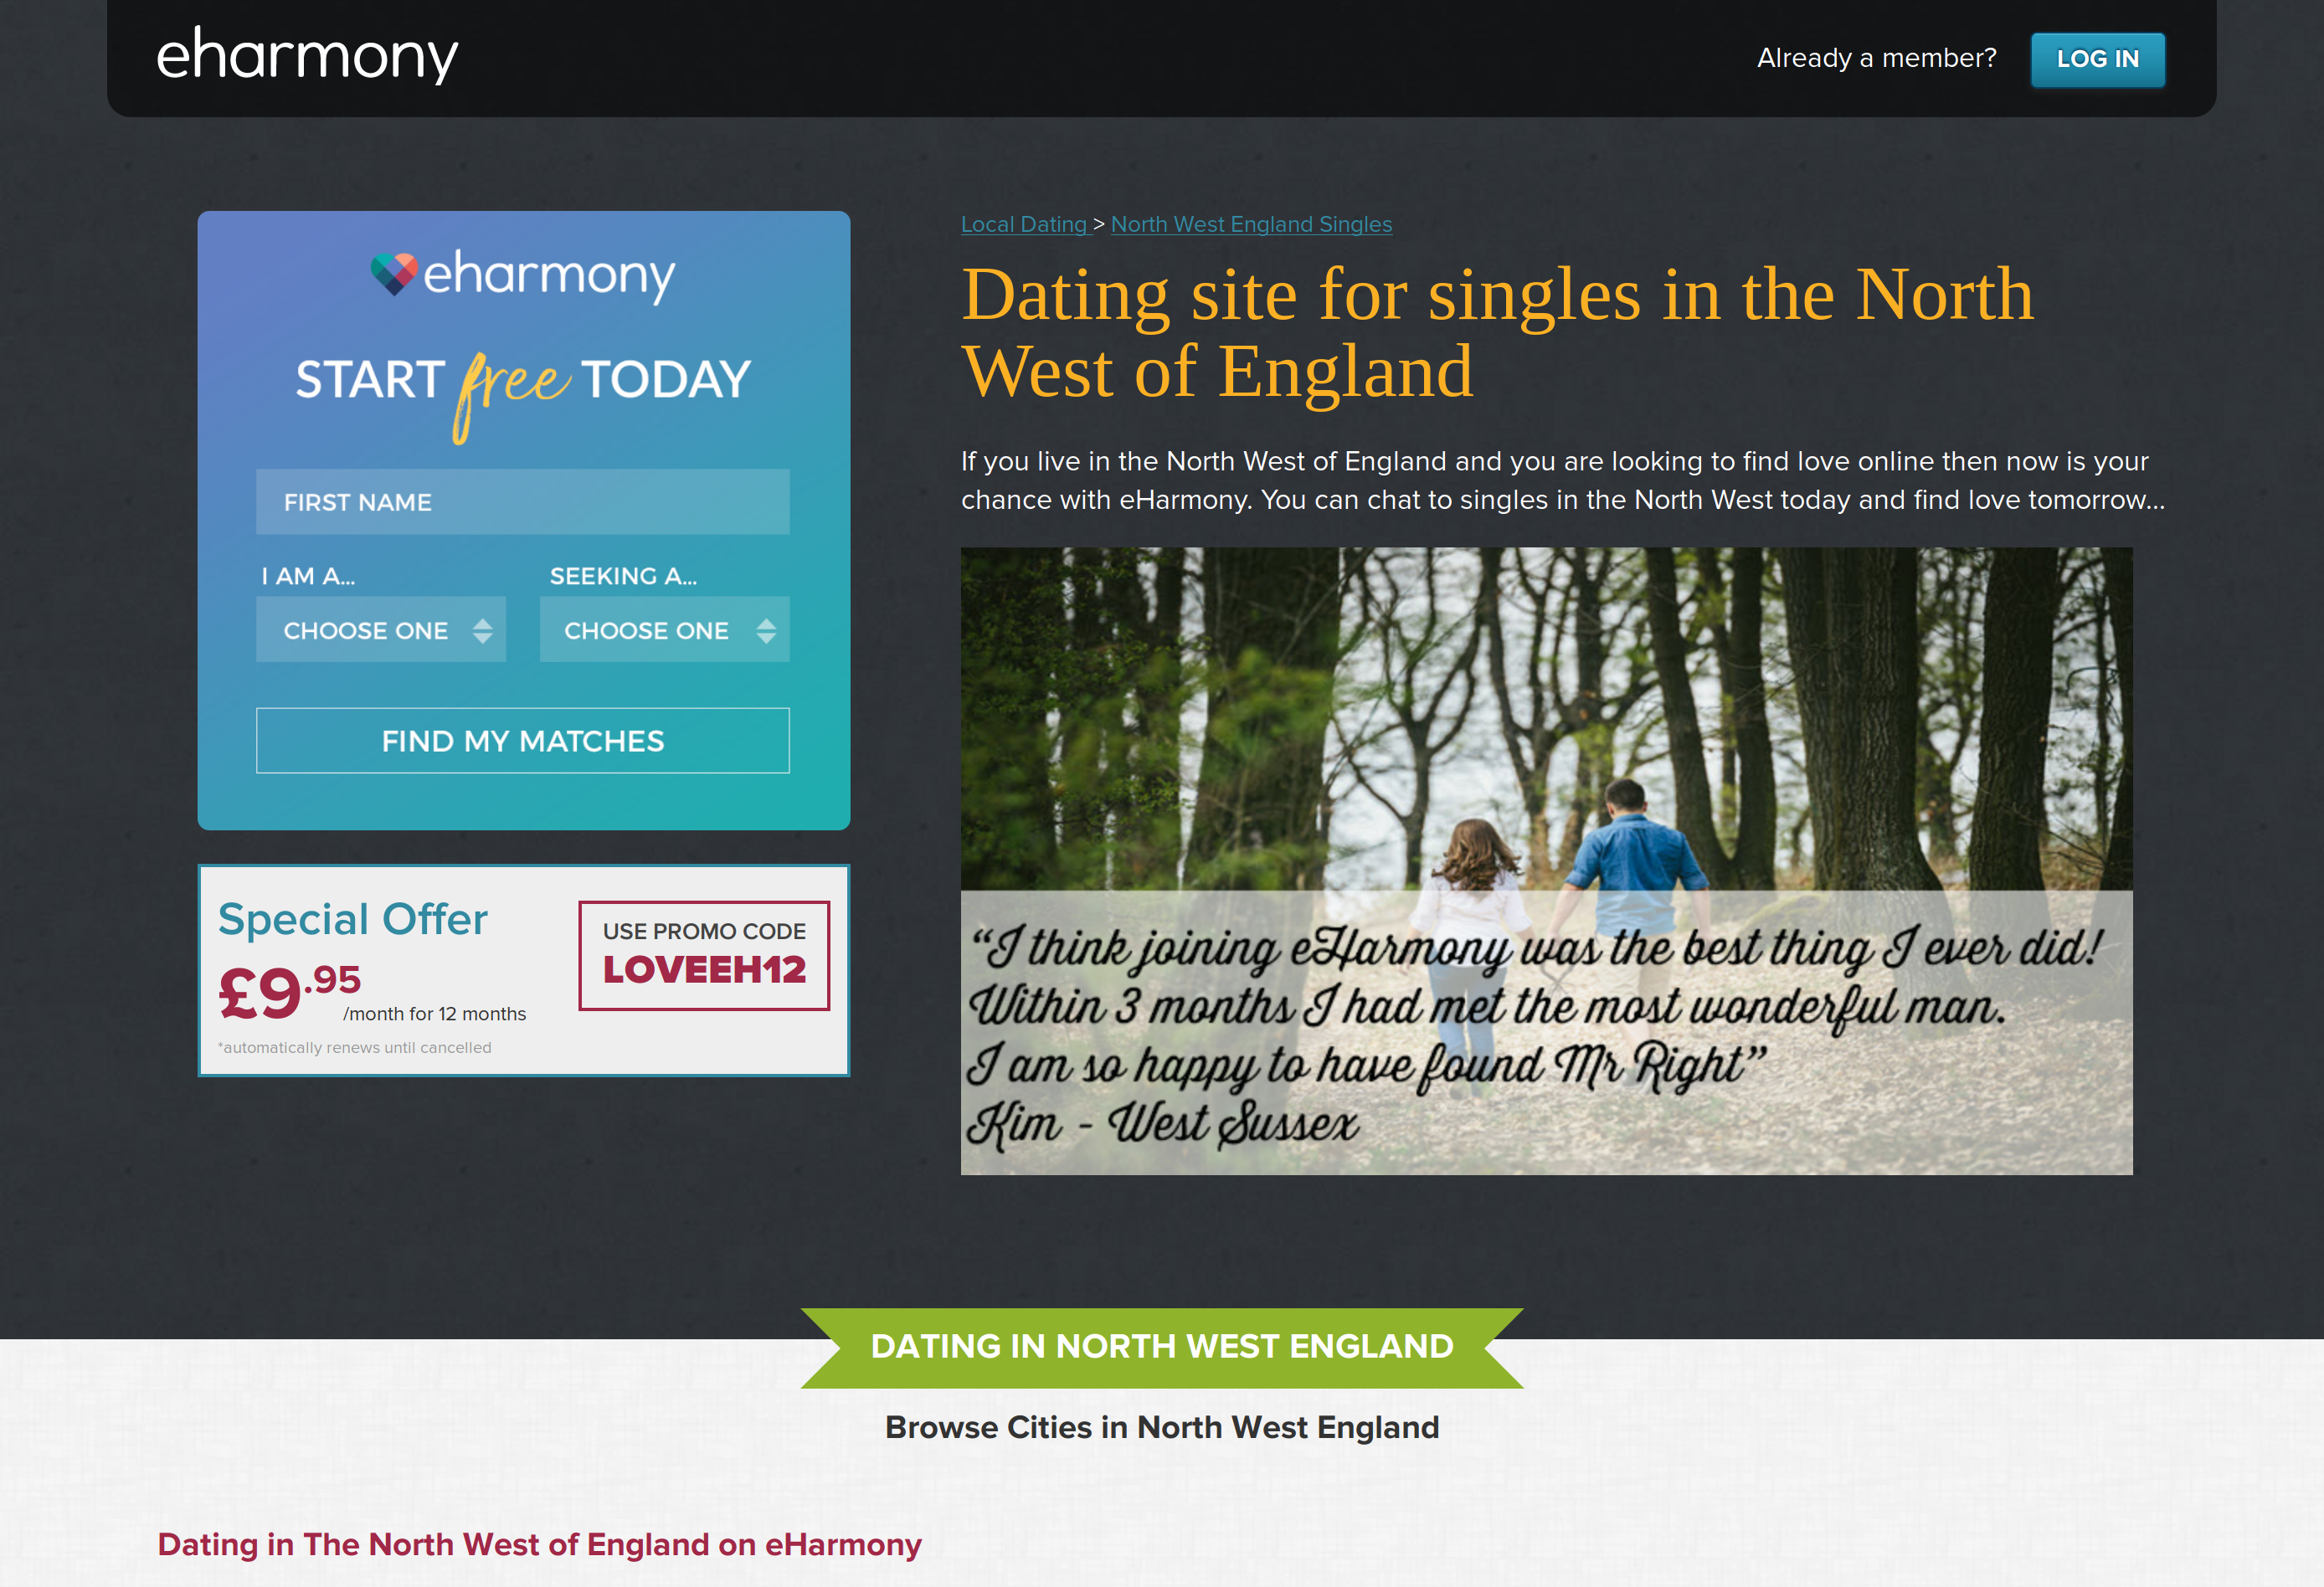 eharmony
Already a member?
LOG IN
eharmony
START free TODAY
FIRST NAME
I AM A...
SEEKING A...
CHOOSE ONE
CHOOSE ONE
FIND MY MATCHES
Special Offer
£9.95
/month for 12 months
*automatically renews until cancelled
USE PROMO CODE
LOVEEH12
Local Dating > North West England Singles
Dating site for singles in the North
West of England
If you live in the North West of England and you are looking to find love online then now is your
chance with eHarmony. You can chat to singles in the North West today and find love tomorrow...
“I think joining eHarmony was the best thing I ever did!
Within 3 months I had met the most wonderful man.
I am so happy to have found Mr Right”
Kim - West Sussex
DATING IN NORTH WEST ENGLAND
Browse Cities in North West England
Dating in The North West of England on eHarmony